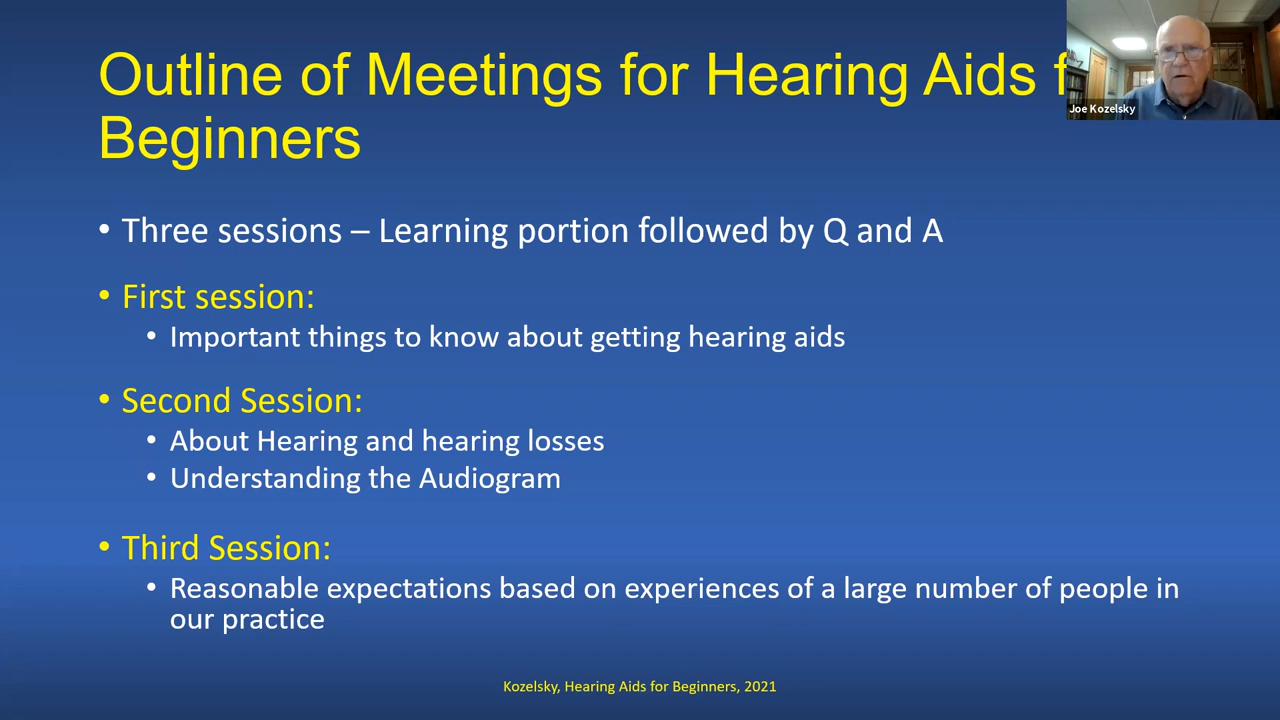 Outline of Meetings for Hearing Aids f
Beginners
Joe Kozelsky
• Three sessions – Learning portion followed by Q and A
• First session:
• Important things to know about getting hearing aids
• Second Session:
• About Hearing and hearing losses
• Understanding the Audiogram
• Third Session:
• Reasonable expectations based on experiences of a large number of people in
our practice
Kozelsky, Hearing Aids for Beginners, 2021